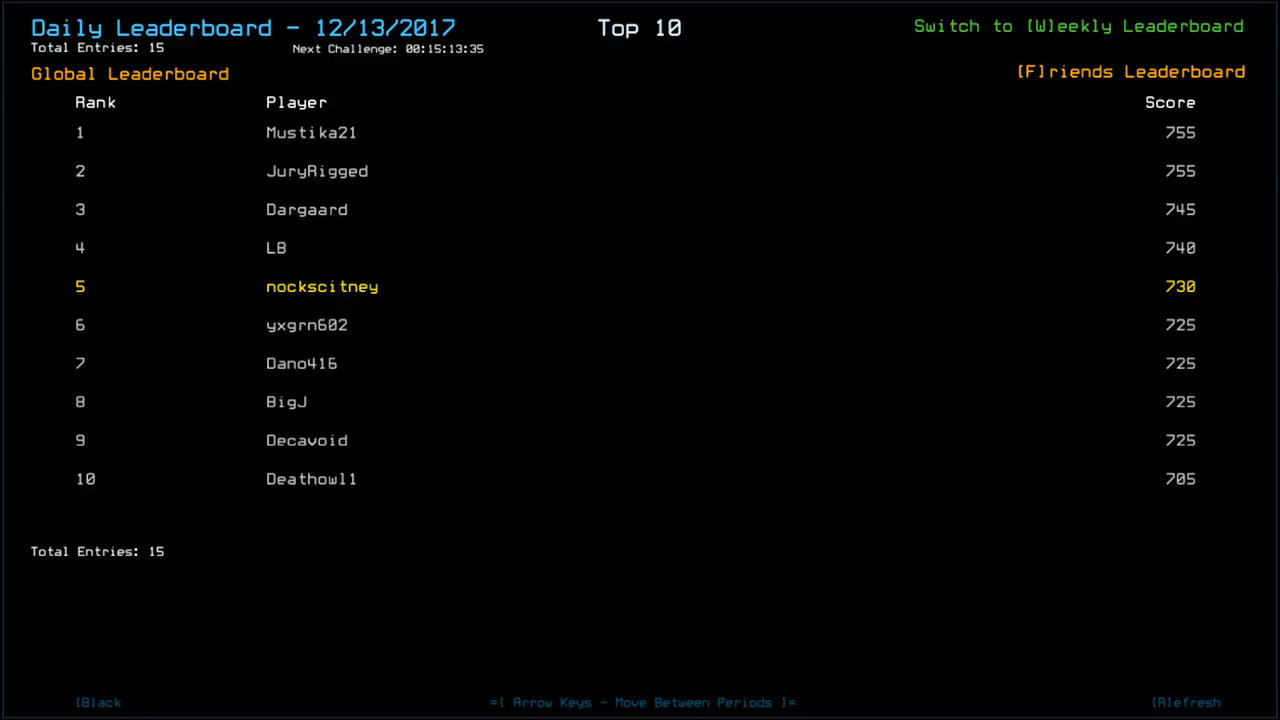 Daily Leaderboard - 12/13/2017 Top 10 Switch to [W]eekly Leaderboard
Total Entries: 15 Next Challenge: 00:15:13:35
Global Leaderboard [F]riends Leaderboard
Rank Player Score
1 Mustika21 755
2 JuryRigged 755
3 Dargaard 745
4 LB 740
5 nockscitney 730
6 yxgrn602 725
7 Dano416 725
8 BigJ 725
9 Decavoid 725
10 Deathowl1 705
Total Entries: 15
[B]ack =[ Arrow Keys - Move Between Periods ]= [R]efresh